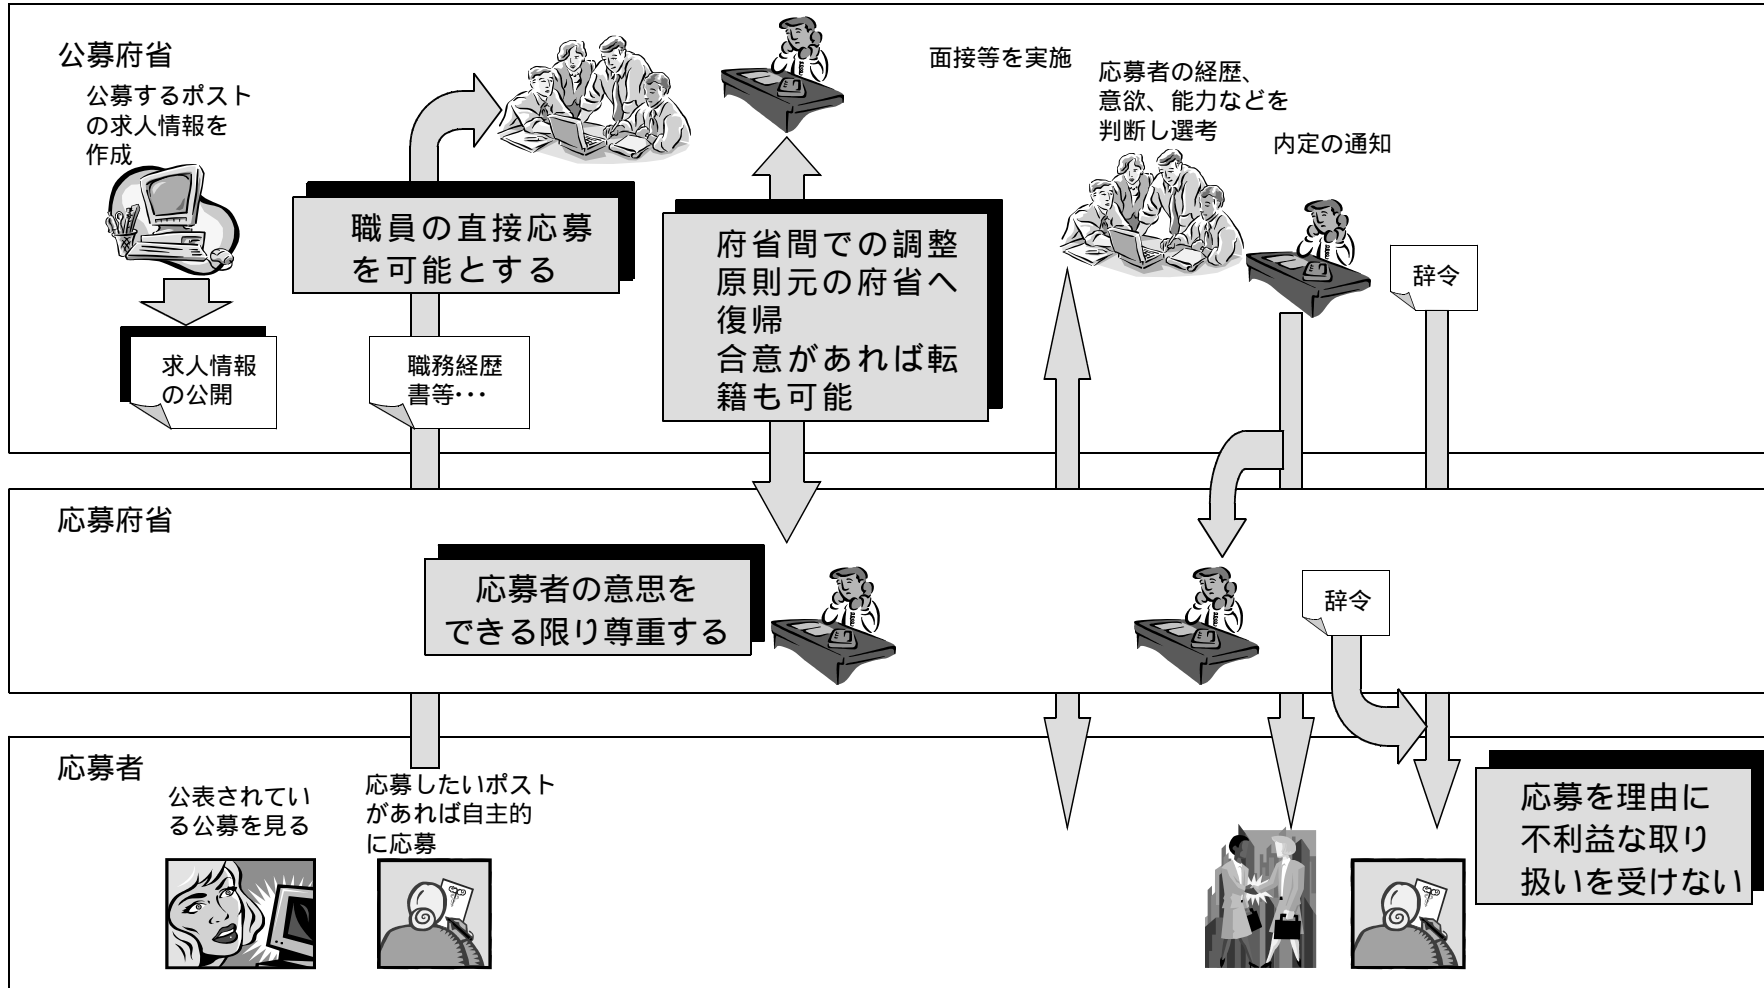 公募府省
公募するポスト
の求人情報を
作成
求人情報
の公開
職員の直接応募
を可能とする
職務経歴
書等･･･
府省間での調整
原則元の府省へ
復帰
合意があれば転
籍も可能
面接等を実施
応募者の経歴、
意欲、能力などを
判断し選考
内定の通知
辞令
応募府省
応募者の意思を
できる限り尊重する
辞令
応募者
公表されてい
る公募を見る
応募したいポスト
があれば自主的
に応募
応募を理由に
不利益な取り
扱いを受けない